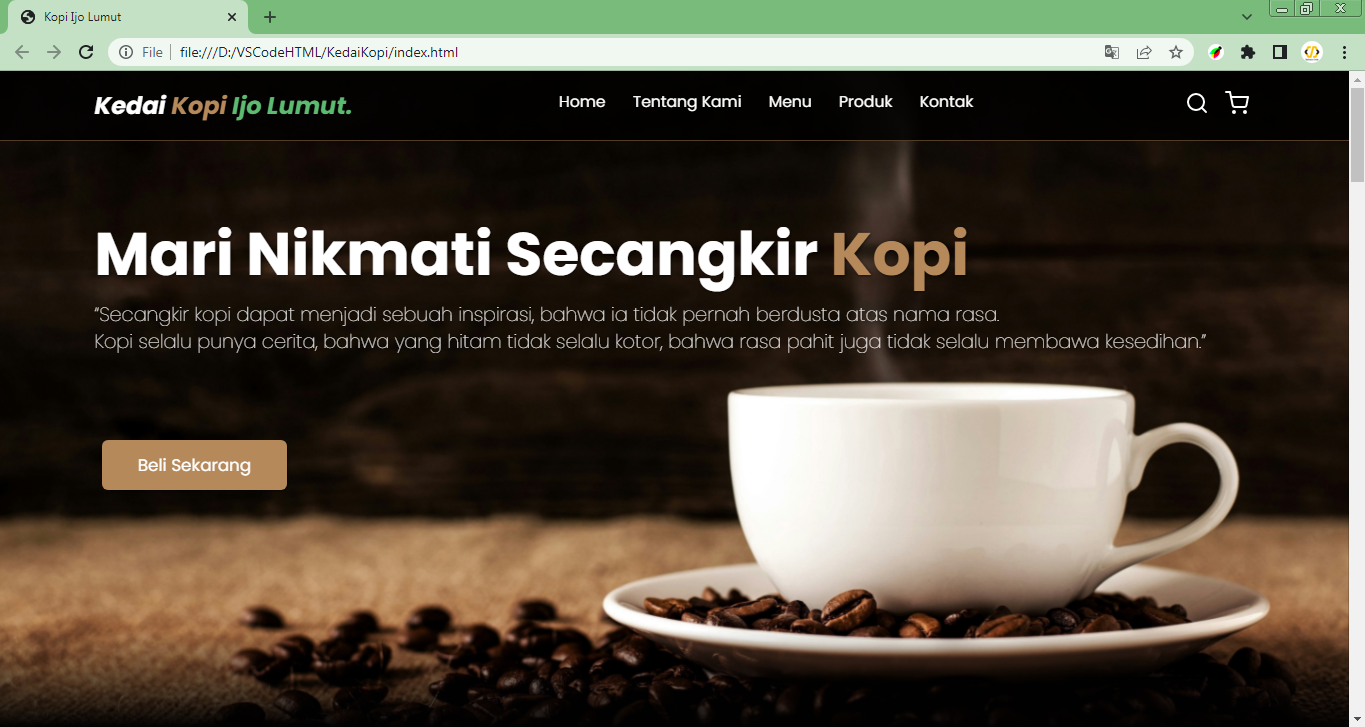 Kopi Ijo Lumut
File
file:///D:/VSCodeHTML/KedaiKopi/index.html
Kedai Kopi Ijo Lumut.
Home Tentang Kami Menu Produk Kontak
Mari Nikmati Secangkir Kopi
"Secangkir kopi dapat menjadi sebuah inspirasi, bahwa ia tidak pernah berdusta atas nama rasa.
Kopi selalu punya cerita, bahwa yang hitam tidak selalu kotor, bahwa rasa pahit juga tidak selalu membawa kesedihan."
Beli Sekarang